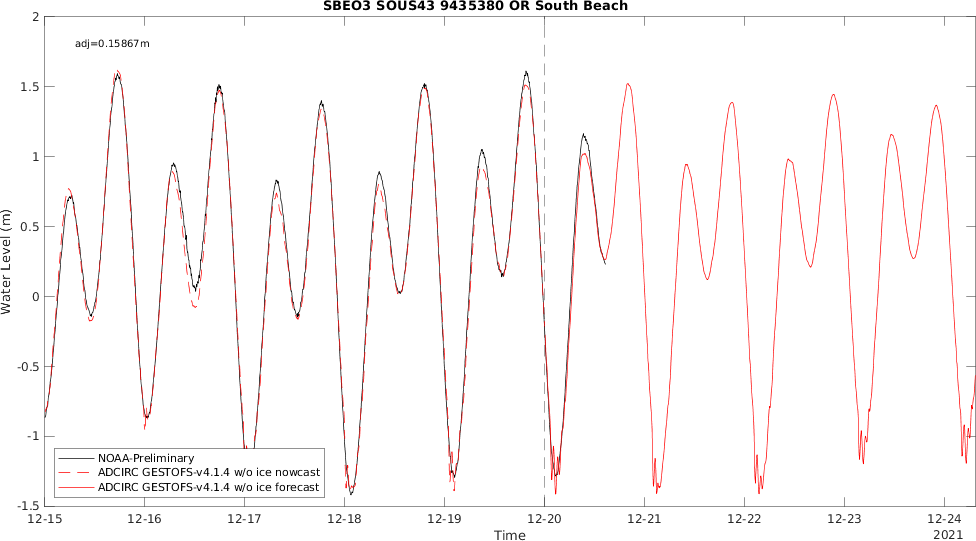 SBEO3 SOUS43 9435380 OR South Beach
adj=0.15867m
Water Level (m)
2
1.5
1
0.5
0
-0.5
-1
-1.5
NOAA-Preliminary
ADCIRC GESTOFS-v4.1.4 w/o ice nowcast
ADCIRC GESTOFS-v4.1.4 w/o ice forecast
12-15 12-16 12-17 12-18 12-19 12-20 12-21 12-22 12-23 12-24
Time
2021